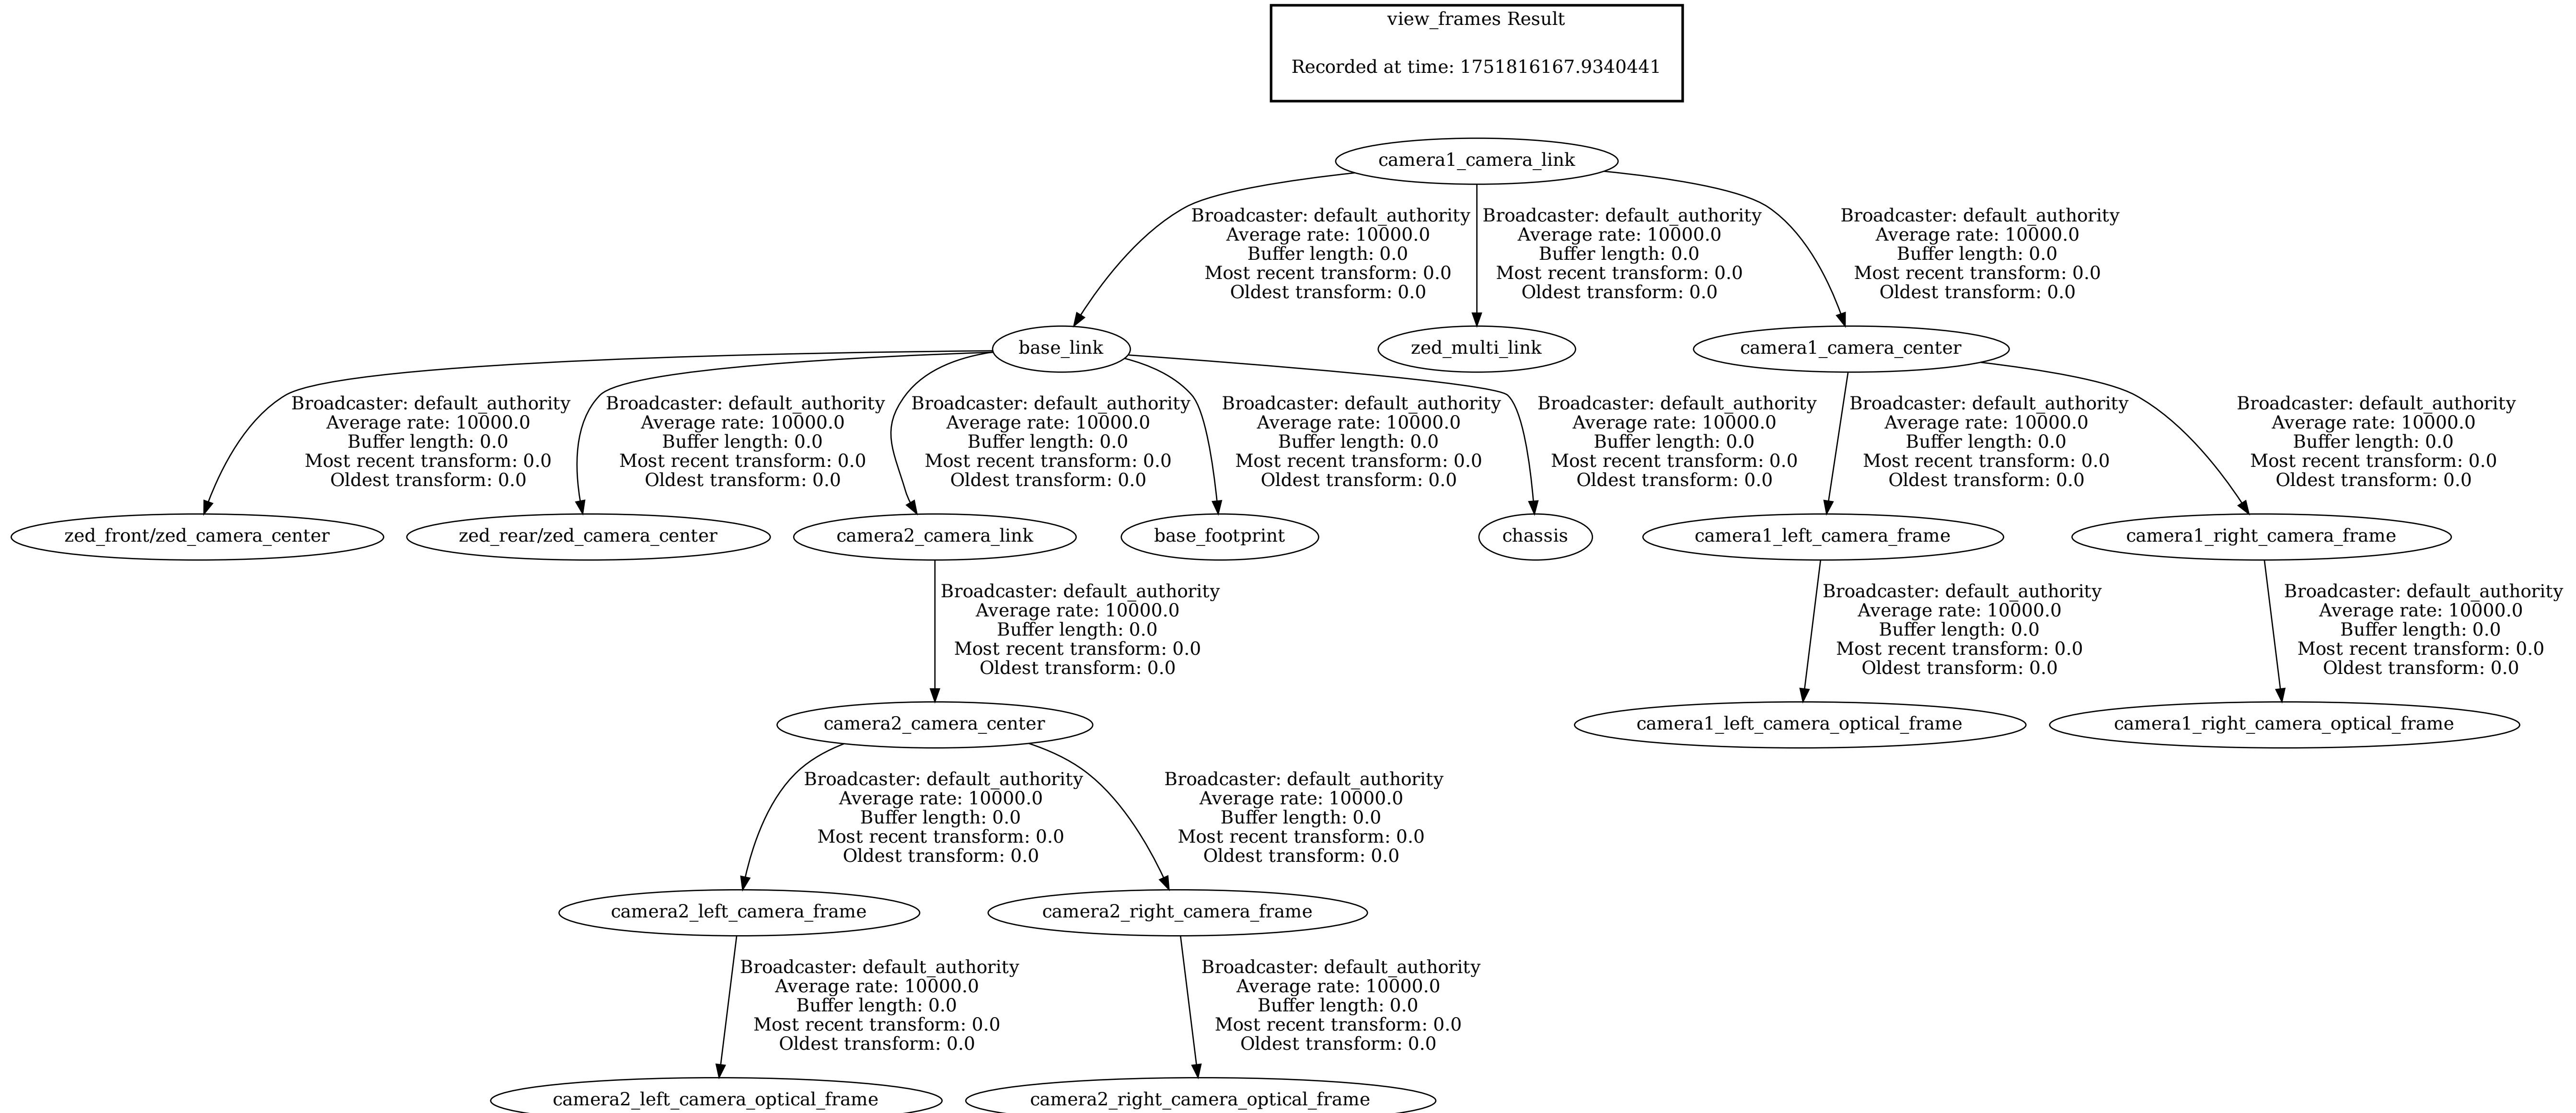 view_frames Result
Recorded at time: 1751816167.9340441
camera1_camera_link
Broadcaster: default_authority
Average rate: 10000.0
Buffer length: 0.0
Most recent transform: 0.0
Oldest transform: 0.0
Broadcaster: default_authority
Average rate: 10000.0
Buffer length: 0.0
Most recent transform: 0.0
Oldest transform: 0.0
Broadcaster: default_authority
Average rate: 10000.0
Buffer length: 0.0
Most recent transform: 0.0
Oldest transform: 0.0
base_link
zed_multi_link
camera1_camera_center
Broadcaster: default_authority
Average rate: 10000.0
Buffer length: 0.0
Most recent transform: 0.0
Oldest transform: 0.0
Broadcaster: default_authority
Average rate: 10000.0
Buffer length: 0.0
Most recent transform: 0.0
Oldest transform: 0.0
Broadcaster: default_authority
Average rate: 10000.0
Buffer length: 0.0
Most recent transform: 0.0
Oldest transform: 0.0
Broadcaster: default_authority
Average rate: 10000.0
Buffer length: 0.0
Most recent transform: 0.0
Oldest transform: 0.0
Broadcaster: default_authority
Average rate: 10000.0
Buffer length: 0.0
Most recent transform: 0.0
Oldest transform: 0.0
Broadcaster: default_authority
Average rate: 10000.0
Buffer length: 0.0
Most recent transform: 0.0
Oldest transform: 0.0
Broadcaster: default_authority
Average rate: 10000.0
Buffer length: 0.0
Most recent transform: 0.0
Oldest transform: 0.0
zed_front/zed_camera_center
zed_rear/zed_camera_center
camera2_camera_link
base_footprint
chassis
camera1_left_camera_frame
camera1_right_camera_frame
Broadcaster: default_authority
Average rate: 10000.0
Buffer length: 0.0
Most recent transform: 0.0
Oldest transform: 0.0
Broadcaster: default_authority
Average rate: 10000.0
Buffer length: 0.0
Most recent transform: 0.0
Oldest transform: 0.0
Broadcaster: default_authority
Average rate: 10000.0
Buffer length: 0.0
Most recent transform: 0.0
Oldest transform: 0.0
camera2_camera_center
camera1_left_camera_optical_frame
camera1_right_camera_optical_frame
Broadcaster: default_authority
Average rate: 10000.0
Buffer length: 0.0
Most recent transform: 0.0
Oldest transform: 0.0
Broadcaster: default_authority
Average rate: 10000.0
Buffer length: 0.0
Most recent transform: 0.0
Oldest transform: 0.0
camera2_left_camera_frame
camera2_right_camera_frame
Broadcaster: default_authority
Average rate: 10000.0
Buffer length: 0.0
Most recent transform: 0.0
Oldest transform: 0.0
Broadcaster: default_authority
Average rate: 10000.0
Buffer length: 0.0
Most recent transform: 0.0
Oldest transform: 0.0
camera2_left_camera_optical_frame
camera2_right_camera_optical_frame